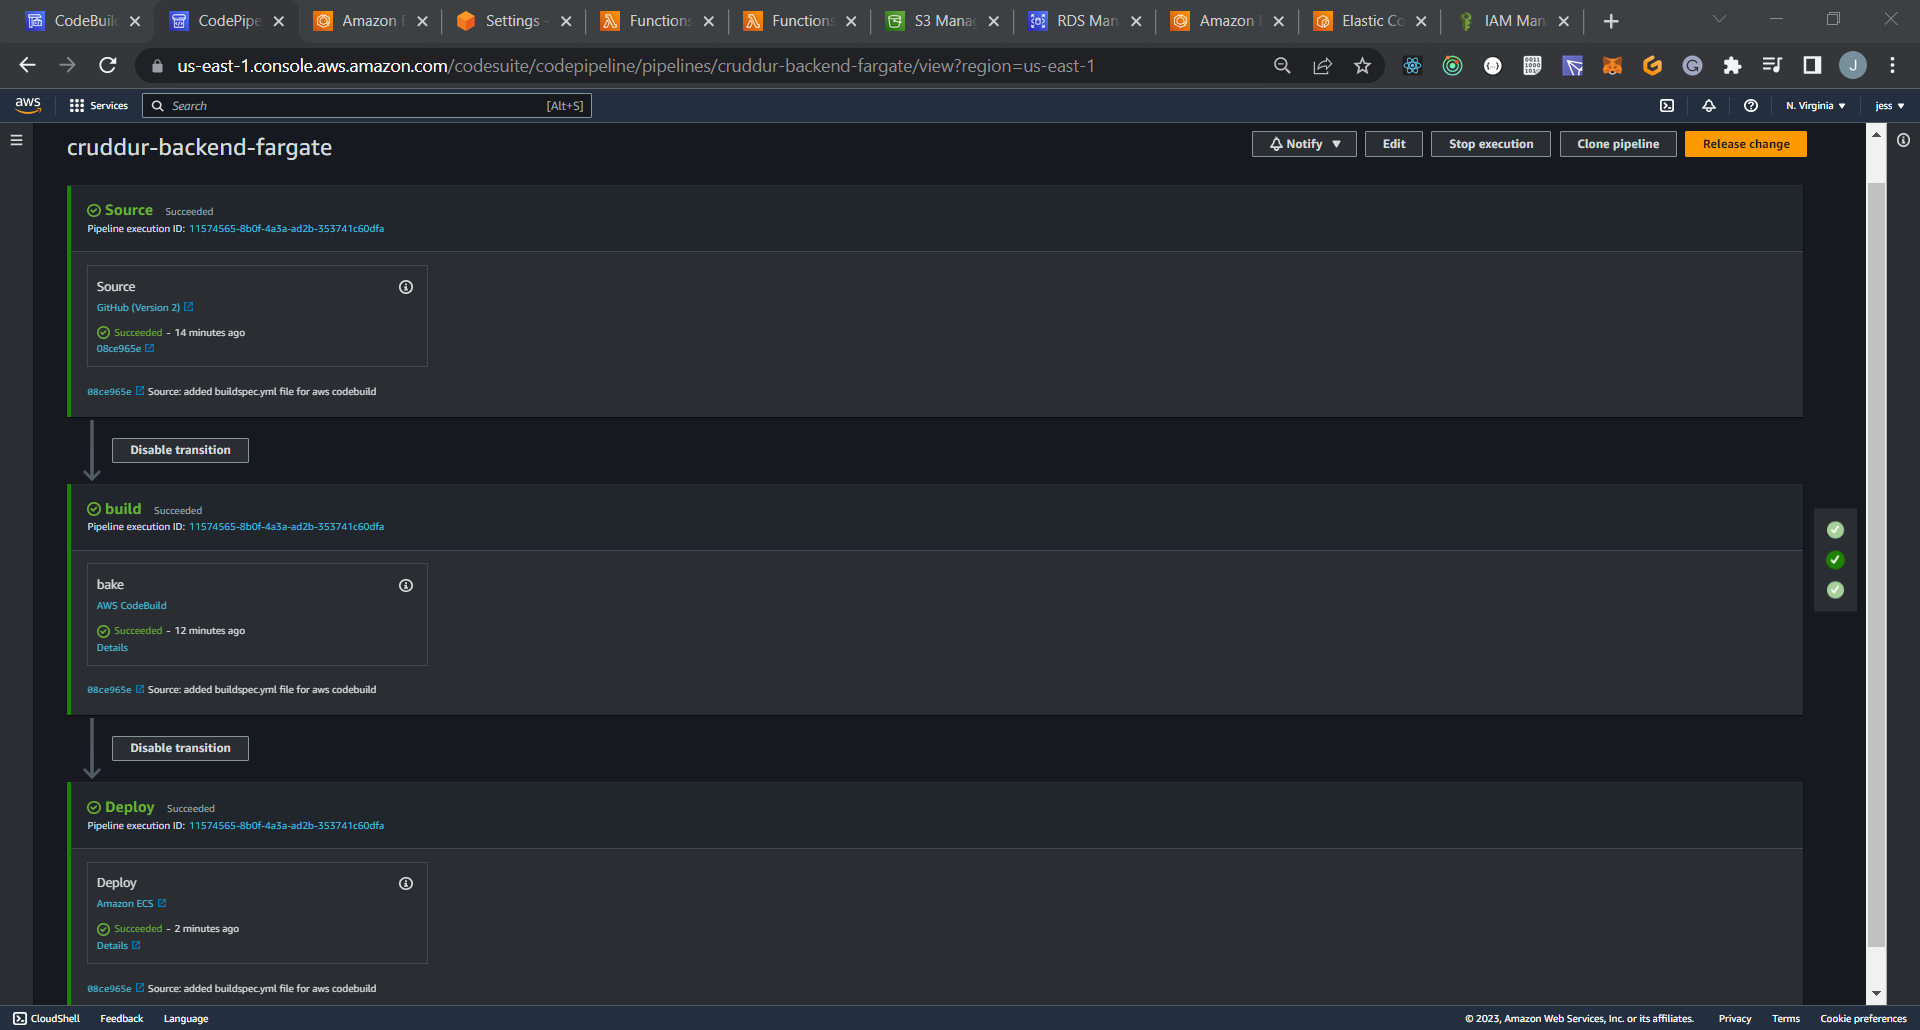 CodeBuil
CodePipe
Amazon E
Settings -
Functions
Functions
S3 Manag
RDS Man
Amazon
Elastic Co
IAM Man
us-east-1.console.aws.amazon.com/codesuite/codepipeline/pipelines/cruddur-backend-fargate/view?region=us-east-1
J
aws
Services
Search
[Alt+S]
N. Virginia
jess
cruddur-backend-fargate
Notify
Edit
Stop execution
Clone pipeline
Release change
Source Succeeded
Pipeline execution ID: 11574565-8b0f-4a3a-ad2b-353741c60dfa
Source
GitHub (Version 2)
Succeeded - 14 minutes ago
08ce965e
08ce965e Source: added buildspec.yml file for aws codebuild
Disable transition
build Succeeded
Pipeline execution ID: 11574565-8b0f-4a3a-ad2b-353741c60dfa
bake
AWS CodeBuild
Succeeded - 12 minutes ago
Details
08ce965e Source: added buildspec.yml file for aws codebuild
Disable transition
Deploy Succeeded
Pipeline execution ID: 11574565-8b0f-4a3a-ad2b-353741c60dfa
Deploy
Amazon ECS
Succeeded - 2 minutes ago
Details
08ce965e Source: added buildspec.yml file for aws codebuild
CloudShell
Feedback
Language
© 2023, Amazon Web Services, Inc. or its affiliates.
Privacy
Terms
Cookie preferences